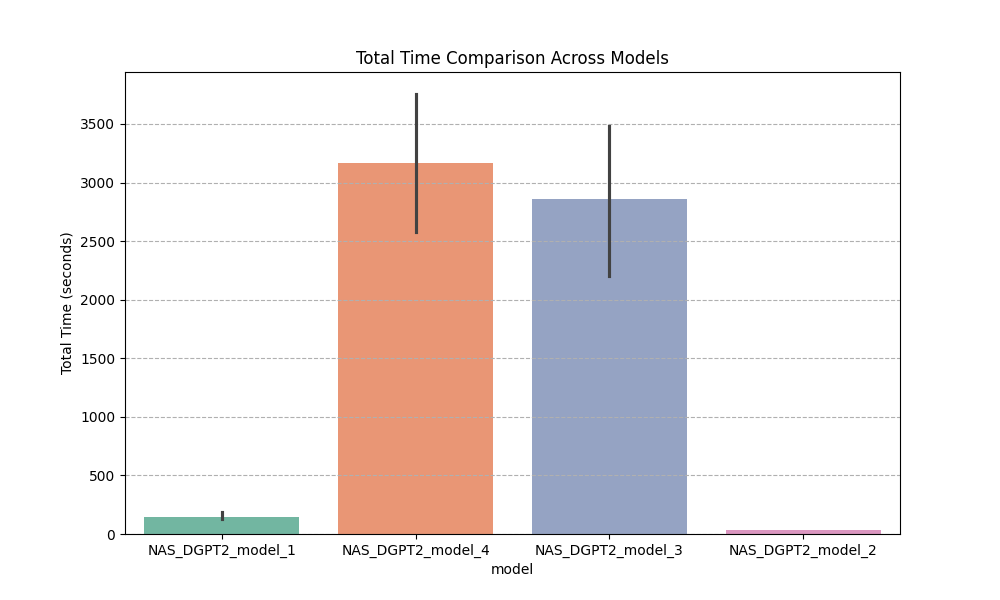 Total Time Comparison Across Models
Total Time (seconds)
3500
3000
2500
2000
1500
1000
500
0
NAS_DGPT2_model_1
NAS_DGPT2_model_4
NAS_DGPT2_model_3
NAS_DGPT2_model_2
model